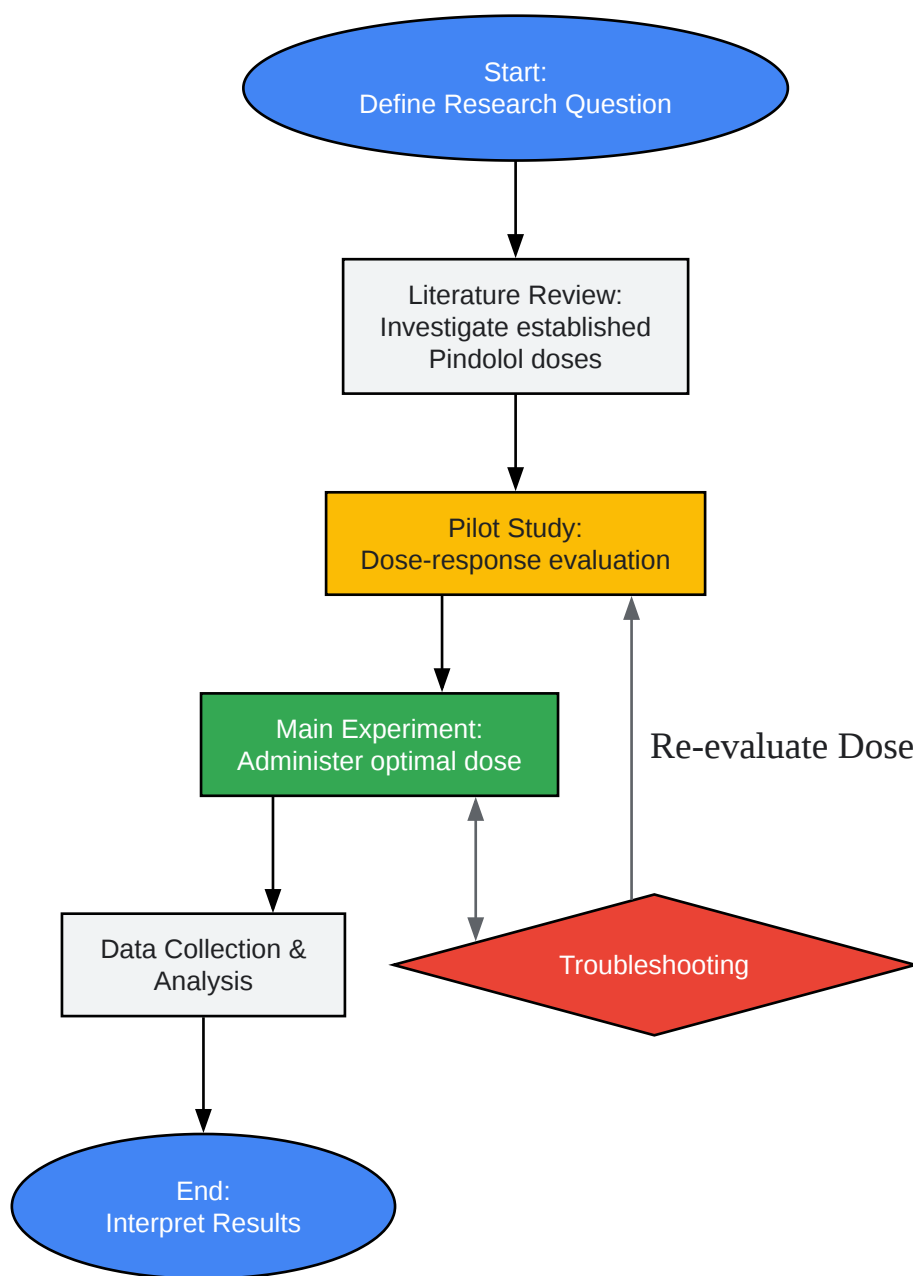 Start:
Define Research Question
Literature Review:
Investigate established
Pindolol doses
Pilot Study:
Dose-response evaluation
Main Experiment:
Administer optimal dose
Re-evaluate Dose
Data Collection &
Analysis
Troubleshooting
End:
Interpret Results